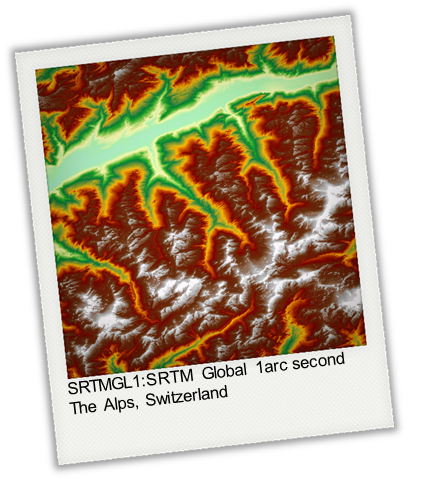 SRTMGL1:SRTM Global 1arc second
The Alps, Switzerland